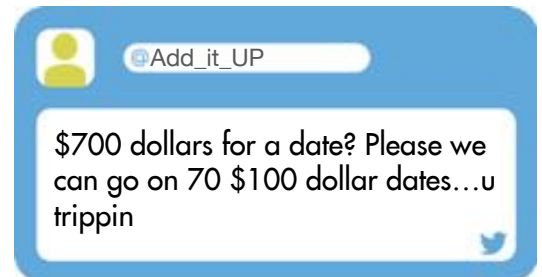 @Add_it_UP
$700 dollars for a date? Please we
can go on 70 $100 dollar dates...u
trippin